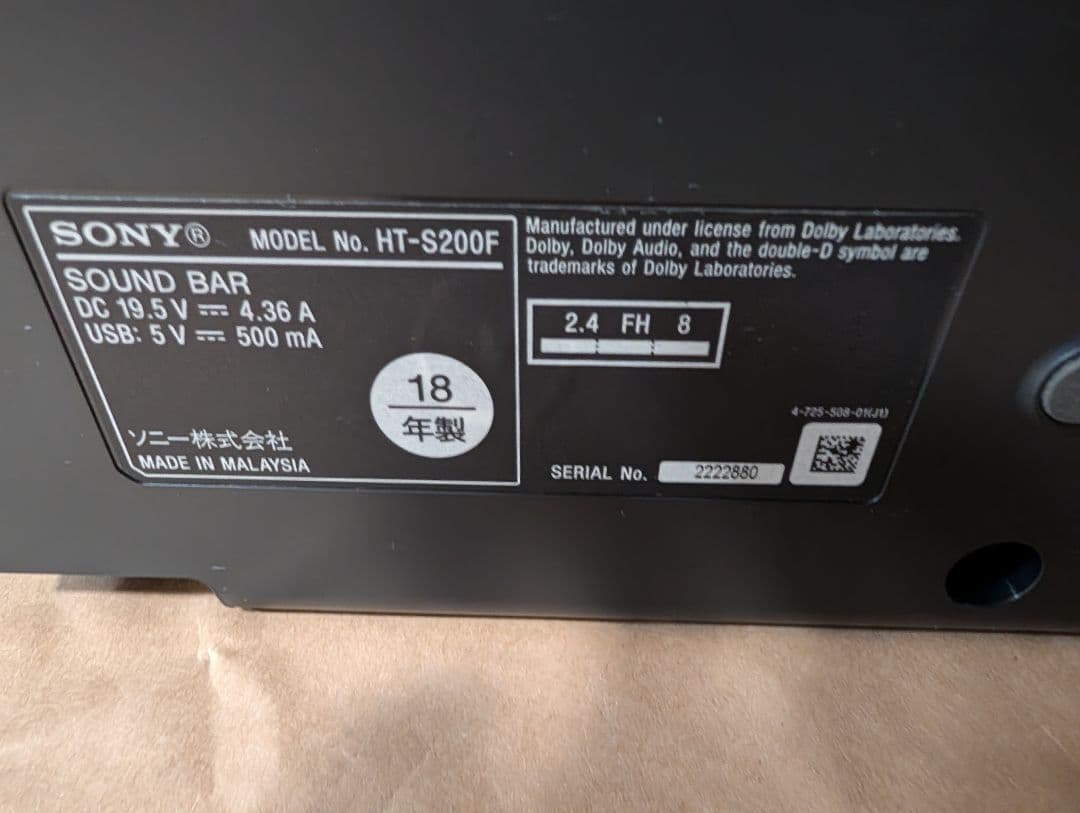 SONY® MODEL No. HT-S200F
SOUND BAR
DC 19.5 V ⎓ 4.36 A
USB: 5 V ⎓ 500 mA
18
年製
ソニー株式会社
MADE IN MALAYSIA
Manufactured under license from Dolby Laboratories.
Dolby, Dolby Audio, and the double-D symbol are
trademarks of Dolby Laboratories.
2.4 FH 8
4-725-508-01(J1)
SERIAL No. 2222880